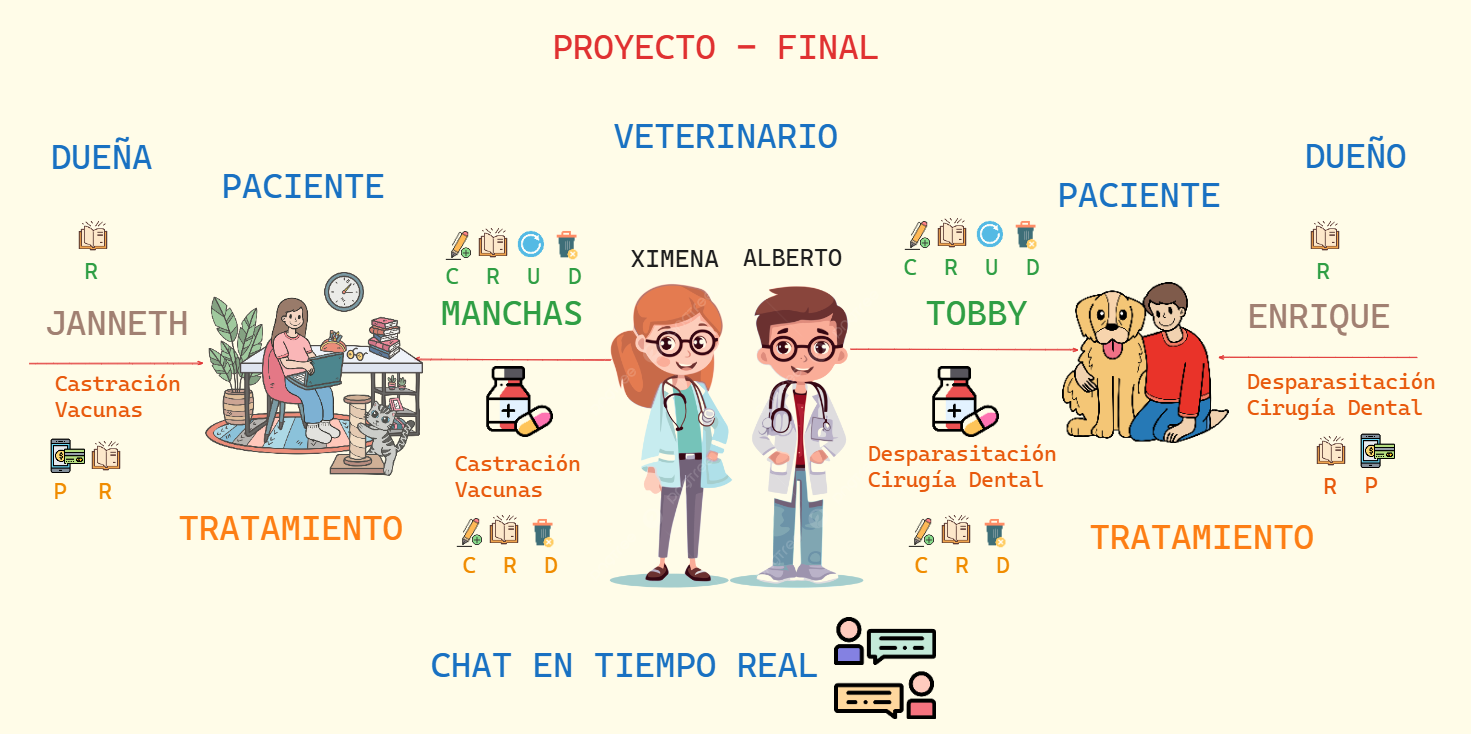 PROYECTO - FINAL
VETERINARIO
DUEÑA
PACIENTE
R
JANNETH
Castración
Vacunas
P R
TRATAMIENTO
C R U D
MANCHAS
Castración
Vacunas
C R D
XIMENA ALBERTO
C R U D
TOBBY
Desparasitación
Cirugía Dental
C R D
PACIENTE
DUEÑO
R
ENRIQUE
Desparasitación
Cirugía Dental
R P
TRATAMIENTO
CHAT EN TIEMPO REAL